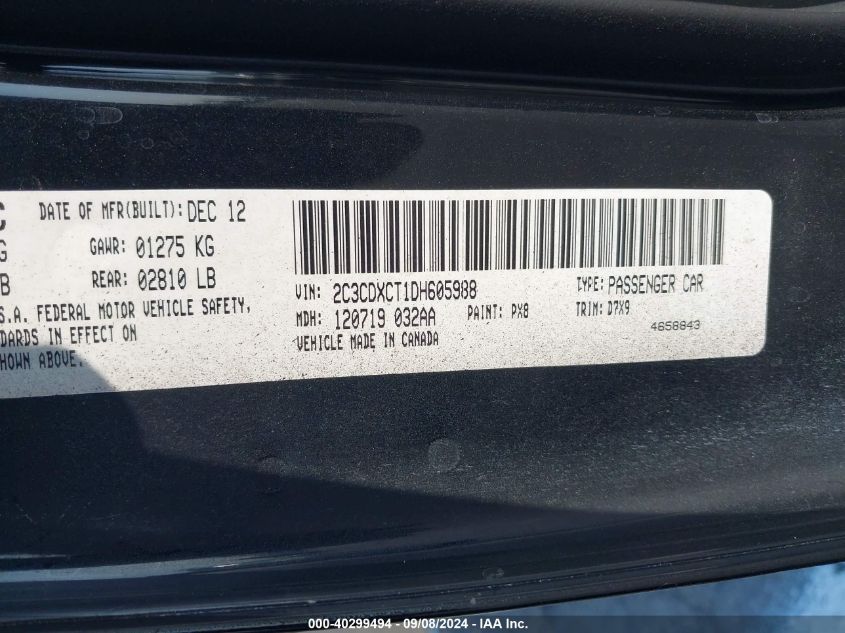 C DATE OF MFR(BUILT): DEC 12
G GAWR: 01275 KG
B REAR: 02810 LB
S.A. FEDERAL MOTOR VEHICLE SAFETY,
DARDS IN EFFECT ON
HOWN ABOVE.
VIN: 2C3CDXCT1DH605988 TYPE: PASSENGER CAR
MDH: 120719 032AA PAINT: PX8 TRIM: D7X9
VEHICLE MADE IN CANADA 4658843
000-40299494 - 09/08/2024 - IAA Inc.